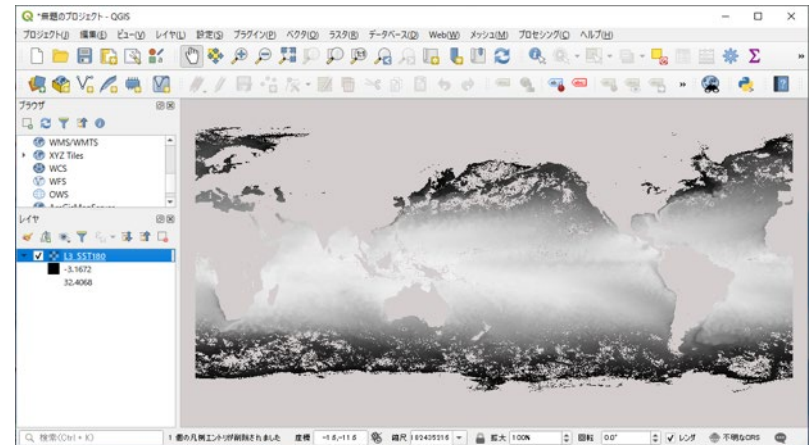 *無題のプロジェクト - QGIS
プロジェクト(J) 編集(E) ビュー(V) レイヤ(L) 設定(S) プラグイン(P) ベクタ(O) ラスタ(R) データベース(D) Web(W) メッシュ(M) プロセシング(C) ヘルプ(H)
ブラウザ
WMS/WMTS
XYZ Tiles
WCS
WFS
OWS
レイヤ
L3_SST180
-3.1672
32.4068
検索(Ctrl + K) 1 個の凡例エントリが削除されました 座標 -1.6,-11.6 縮尺 拡大 100% 回転 0.0° レンダ 不明なCRS